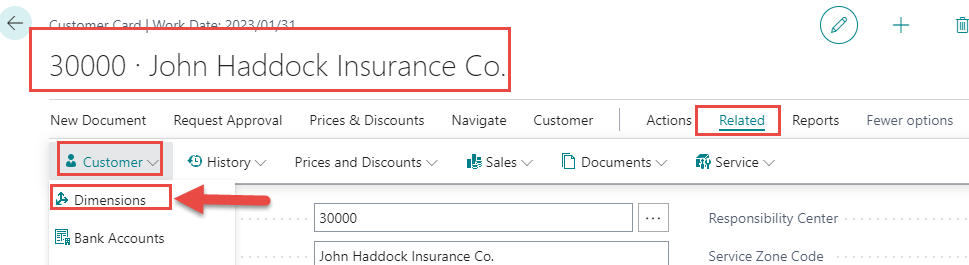 Customer Card | Work Date: 2023/01/31
30000 · John Haddock Insurance Co.
New Document Request Approval Prices & Discounts Navigate Customer Actions Related Reports Fewer options
Customer History Prices and Discounts Sales Documents Service
Dimensions
30000 ... Responsibility Center
Bank Accounts
John Haddock Insurance Co. Service Zone Code